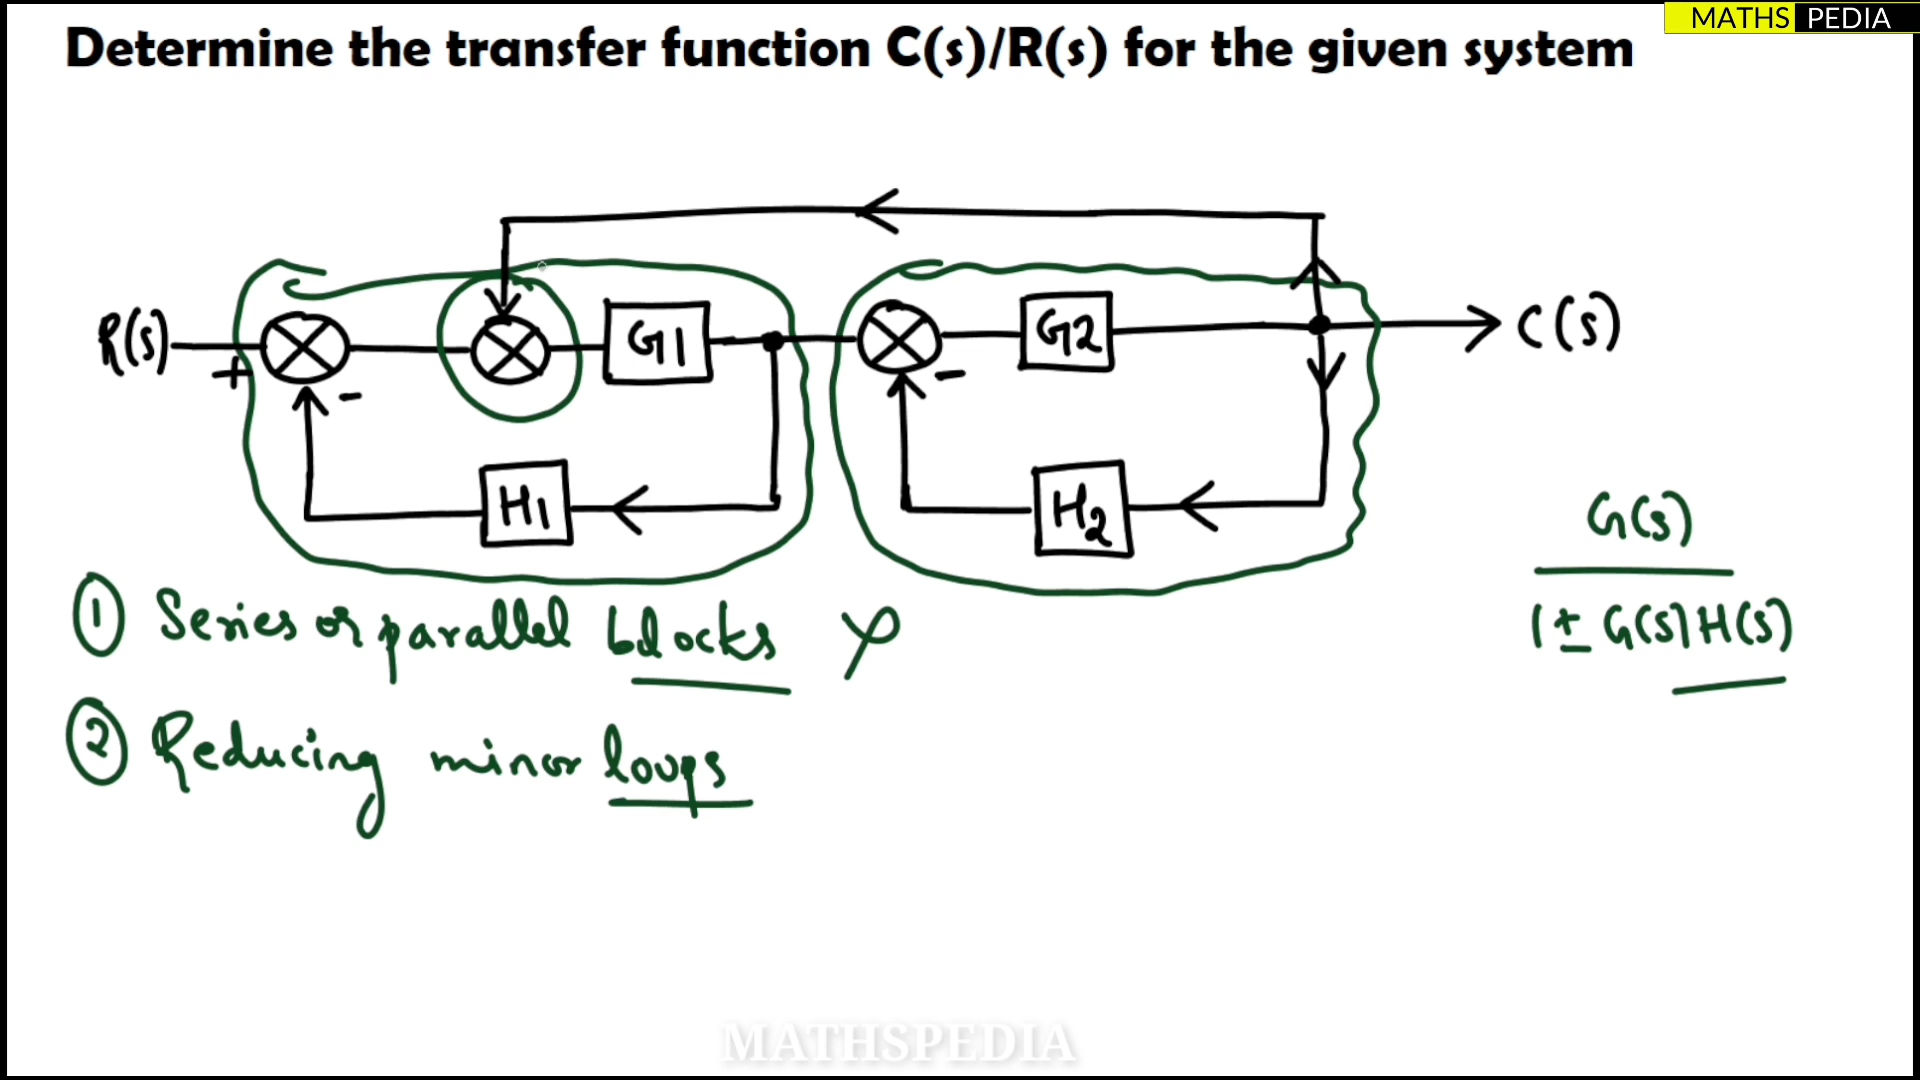 MATHS PEDIA
Determine the transfer function C(s)/R(s) for the given system
R(s)
+
-
G1
-
G2
C(s)
H1
H2
G(s)
1 ± G(s)H(s)
① Series or parallel blocks
② Reducing minor loops
MATHSPEDIA